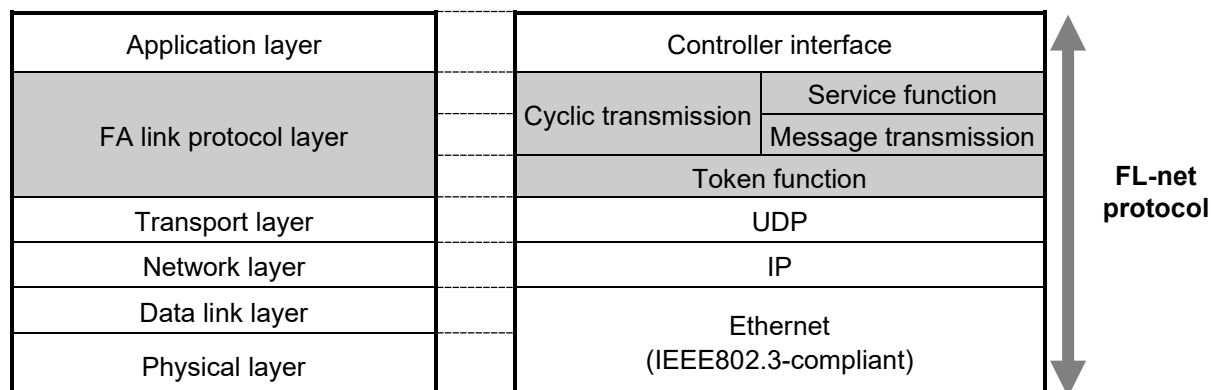 Application layer
Controller interface
FA link protocol layer
Cyclic transmission
Service function
Message transmission
Token function
Transport layer
UDP
Network layer
IP
Data link layer
Physical layer
Ethernet
(IEEE802.3-compliant)
FL-net
protocol